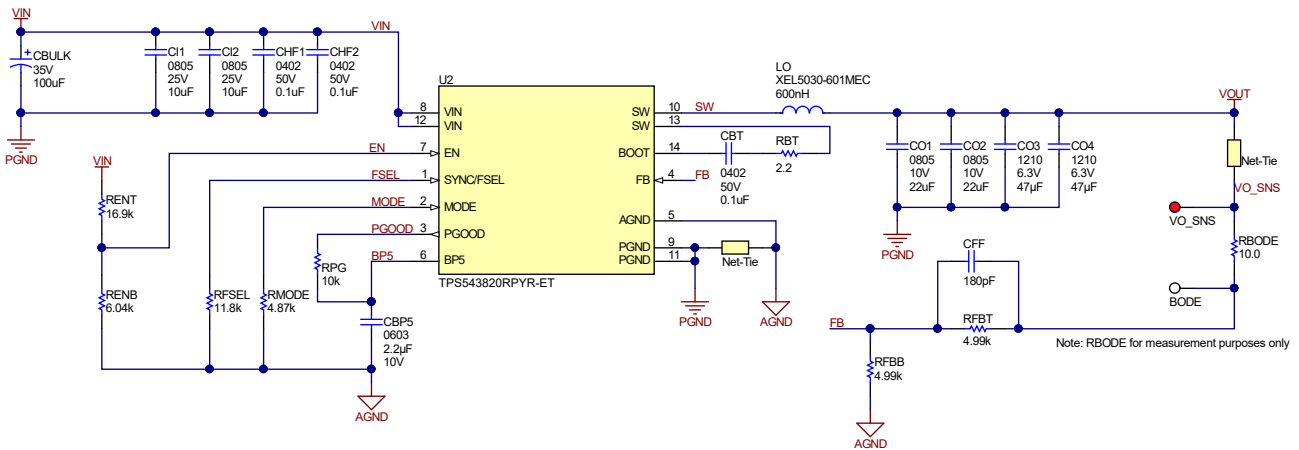 VIN
VIN
CBULK
35V
100uF
+
CI1
0805
25V
10uF
CI2
0805
25V
10uF
CHF1
0402
50V
0.1uF
CHF2
0402
50V
0.1uF
PGND
VIN
RENT
16.9k
RENB
6.04k
EN
FSEL
MODE
PGOOD
BP5
RFSEL
11.8k
RMODE
4.87k
RPG
10k
CBP5
0603
2.2µF
10V
AGND
U2
8
VIN
12
VIN
7
EN
1
SYNC/FSEL
2
MODE
3
PGOOD
6
BP5
SW
10
SW
13
BOOT
14
FB
4
AGND
5
PGND
9
PGND
11
TPS543820RPYR-ET
SW
LO
XEL5030-601MEC
600nH
CBT
0402
50V
0.1uF
RBT
2.2
FB
Net-Tie
PGND
AGND
CO1
0805
10V
22uF
CO2
0805
10V
22uF
CO3
1210
6.3V
47µF
CO4
1210
6.3V
47µF
PGND
VOUT
Net-Tie
VO_SNS
VO_SNS
RBODE
10.0
BODE
CFF
180pF
FB
RFBT
4.99k
RFBB
4.99k
AGND
Note: RBODE for measurement purposes only